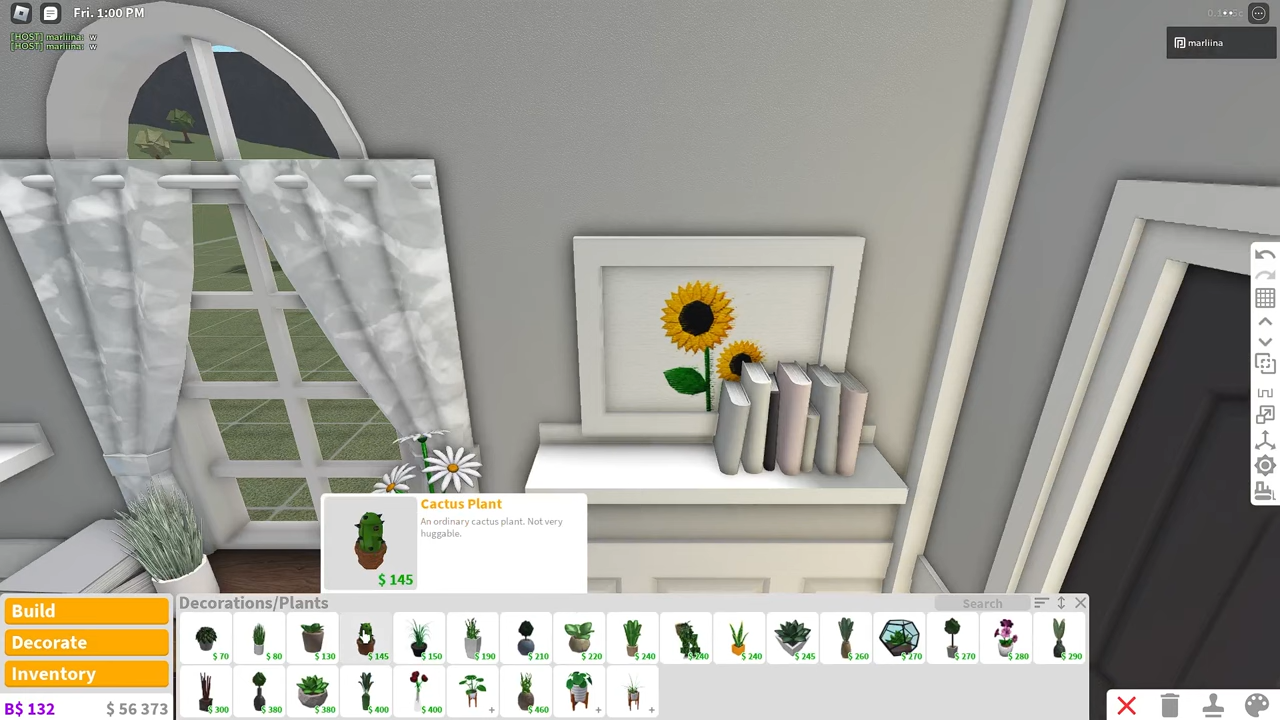 Fri. 1:00 PM
[HOST] marliina: w
[HOST] marliina: w
marliina
Cactus Plant
An ordinary cactus plant. Not very
huggable.
$ 145
Build
Decorate
Inventory
B$ 132
$ 56 373
Decorations/Plants
Search
$ 70
$ 80
$ 130
$ 145
$ 150
$ 190
$ 210
$ 220
$ 240
$ 240
$ 240
$ 245
$ 260
$ 270
$ 270
$ 280
$ 290
$ 300
$ 380
$ 380
$ 400
$ 400
+
$ 460
+
+